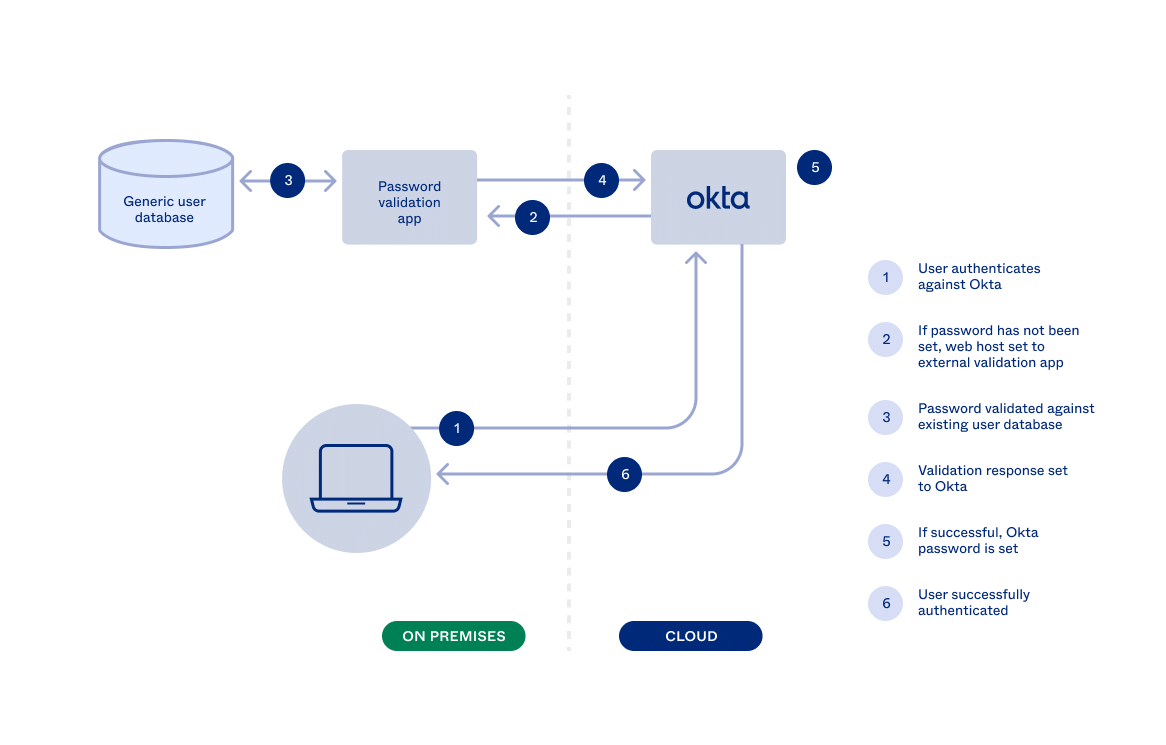 Generic user
database
3
Password
validation
app
4
2
okta
5
1
6
1
User authenticates
against Okta
2
If password has not been
set, web host set to
external validation app
3
Password validated against
existing user database
4
Validation response set
to Okta
5
If successful, Okta
password is set
6
User successfully
authenticated
ON PREMISES
CLOUD